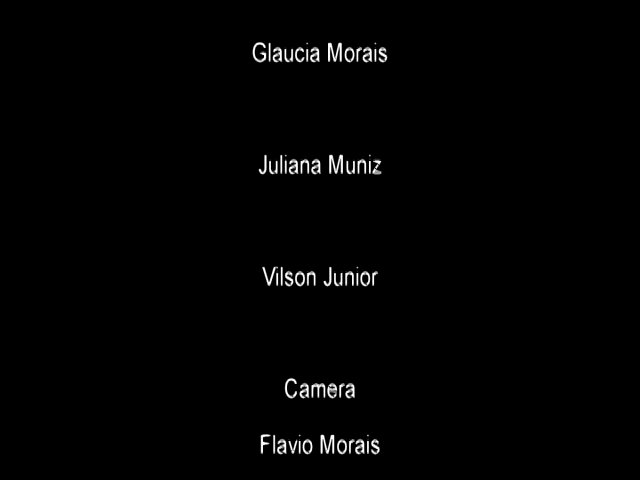 Glaucia Morais
Juliana Muniz
Vilson Junior
Camera
Flavio Morais